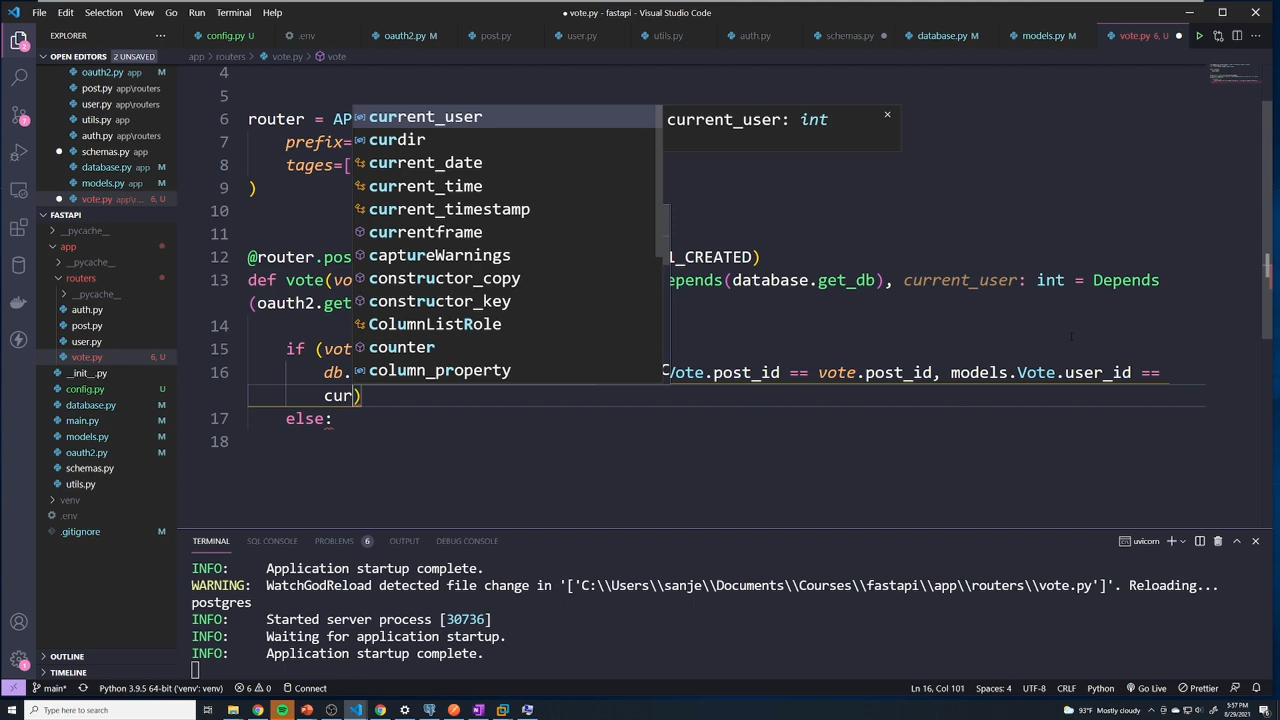 File Edit Selection View Go Run Terminal Help
● vote.py - fastapi - Visual Studio Code
EXPLORER
config.py U
.env
oauth2.py M
post.py
user.py
utils.py
auth.py
schemas.py
database.py M
models.py M
vote.py 6, U
OPEN EDITORS 2 UNSAVED
app > routers > vote.py > vote
oauth2.py app M
post.py app\routers
user.py app\routers
utils.py app
auth.py app\routers
schemas.py app
database.py app M
models.py app M
vote.py app\r... 6, U
FASTAPI
__pycache__
app
__pycache__
routers
__pycache__
auth.py
post.py
user.py
vote.py 6, U
__init__.py
config.py U
database.py M
main.py
models.py M
oauth2.py M
schemas.py
utils.py
venv
.env
.gitignore M
OUTLINE
TIMELINE
4
5
6 router = AP
7 prefix=
8 tages=[
9 )
10
12 @router.pos 1_CREATED)
13 def vote(vo epends(database.get_db), current_user: int = Depends
(oauth2.get
14
15 if (vot
16 db. Vote.post_id == vote.post_id, models.Vote.user_id ==
cur)
17 else:
18
current_user
curdir
current_date
current_time
current_timestamp
currentframe
captureWarnings
constructor_copy
constructor_key
ColumnListRole
counter
column_property
current_user: int
TERMINAL SQL CONSOLE PROBLEMS 6 OUTPUT DEBUG CONSOLE
uvicorn
INFO: Application startup complete.
WARNING: WatchGodReload detected file change in '['C:\\Users\\sanje\\Documents\\Courses\\fastapi\\app\\routers\\vote.py']'. Reloading...
postgres
INFO: Started server process [30736]
INFO: Waiting for application startup.
INFO: Application startup complete.
main* Python 3.9.5 64-bit ('venv': venv) 6 0 Connect
Ln 16, Col 101 Spaces: 4 UTF-8 CRLF Python Go Live Prettier
Type here to search
93°F Mostly cloudy
5:37 PM
8/29/2021